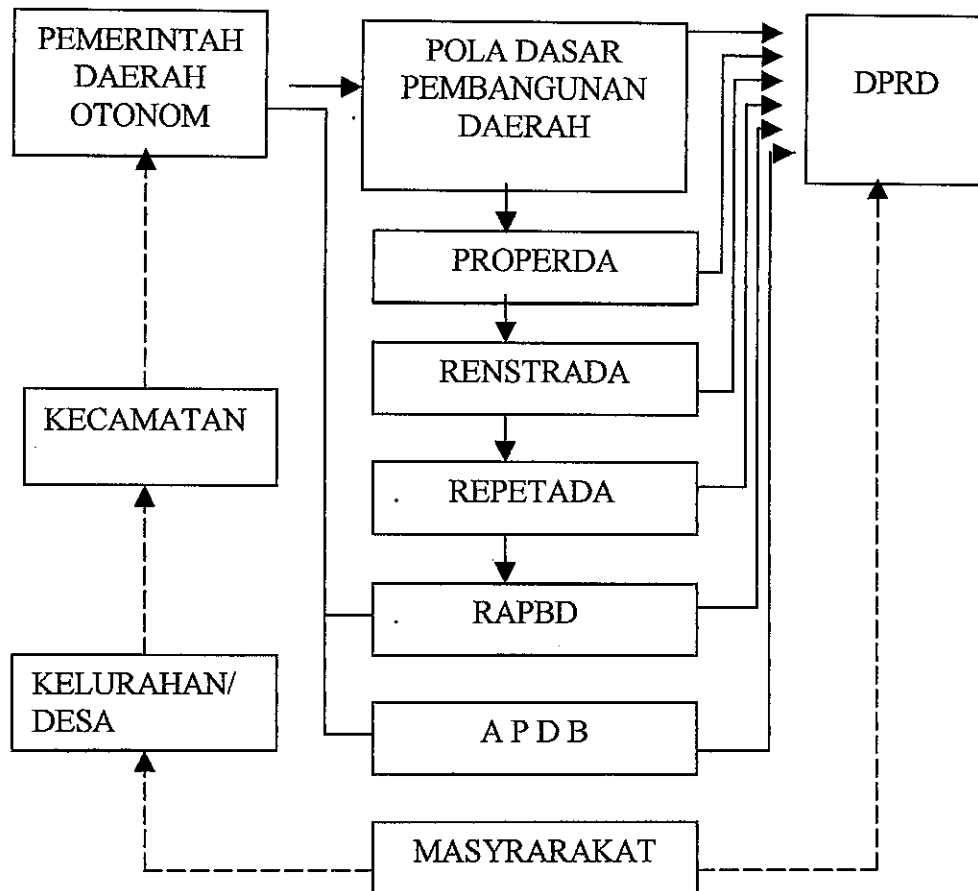 PEMERINTAH
DAERAH
OTONOM
POLA DASAR
PEMBANGUNAN
DAERAH
DPRD
PROPERDA
RENSTRADA
KECAMATAN
REPETADA
RAPBD
KELURAHAN/
DESA
A P D B
MASYRARAKAT